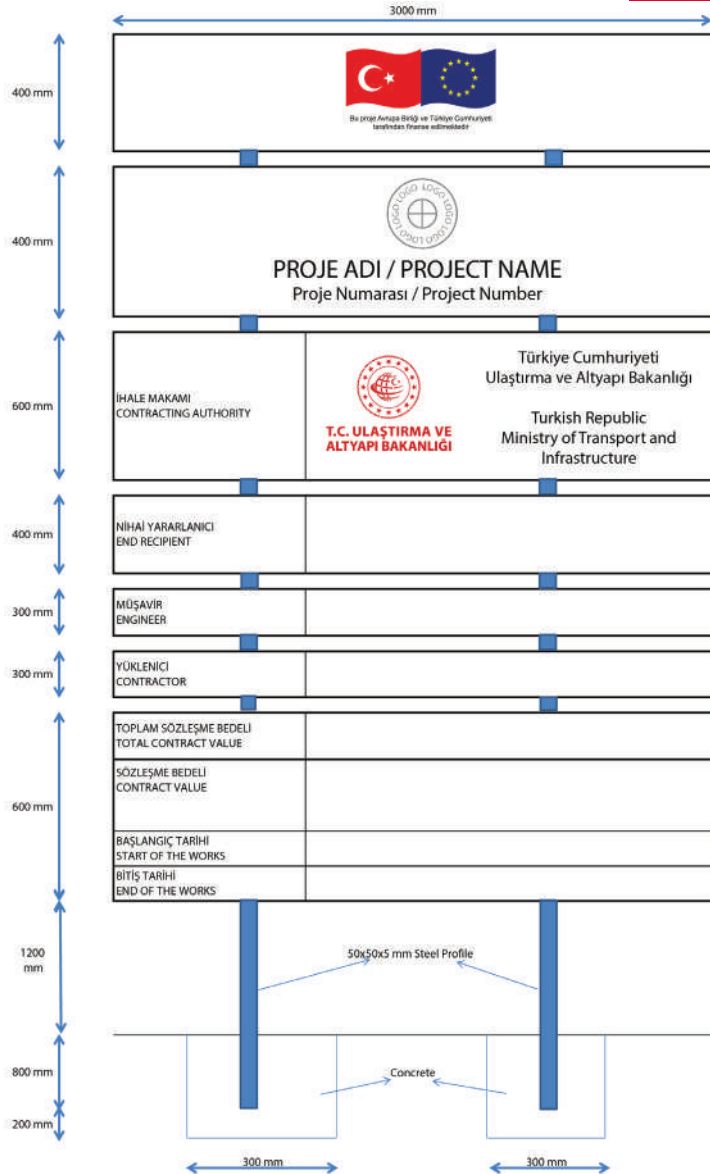 3000 mm
400 mm
Bu proje Avrupa Birliği ve Türkiye Cumhuriyeti
tarafından finanse edilmektedir
400 mm
LOGO LOGO LOGO LOGO LOGO LOGO
PROJE ADI / PROJECT NAME
Proje Numarası / Project Number
600 mm
İHALE MAKAMI
CONTRACTING AUTHORITY
T.C. ULAŞTIRMA VE
ALTYAPI BAKANLIĞI
Türkiye Cumhuriyeti
Ulaştırma ve Altyapı Bakanlığı
Turkish Republic
Ministry of Transport and
Infrastructure
400 mm
NİHAİ YARARLANICI
END RECIPIENT
300 mm
MÜŞAVİR
ENGINEER
300 mm
YÜKLENİCİ
CONTRACTOR
600 mm
TOPLAM SÖZLEŞME BEDELİ
TOTAL CONTRACT VALUE
SÖZLEŞME BEDELİ
CONTRACT VALUE
BAŞLANGIÇ TARİHİ
START OF THE WORKS
BİTİŞ TARİHİ
END OF THE WORKS
1200
mm
50x50x5 mm Steel Profile
800 mm
Concrete
200 mm
300 mm
300 mm